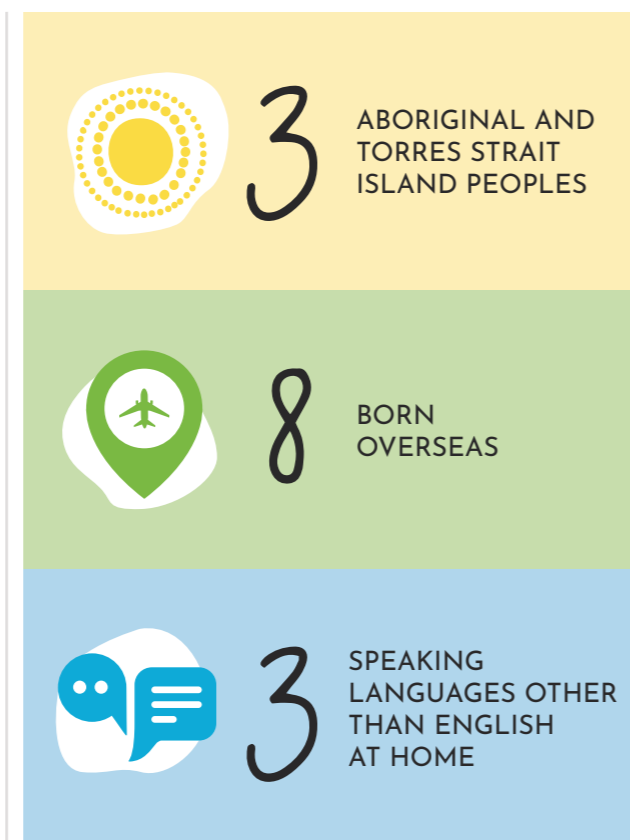 3
ABORIGINAL AND
TORRES STRAIT
ISLAND PEOPLES
8
BORN
OVERSEAS
3
SPEAKING
LANGUAGES OTHER
THAN ENGLISH
AT HOME